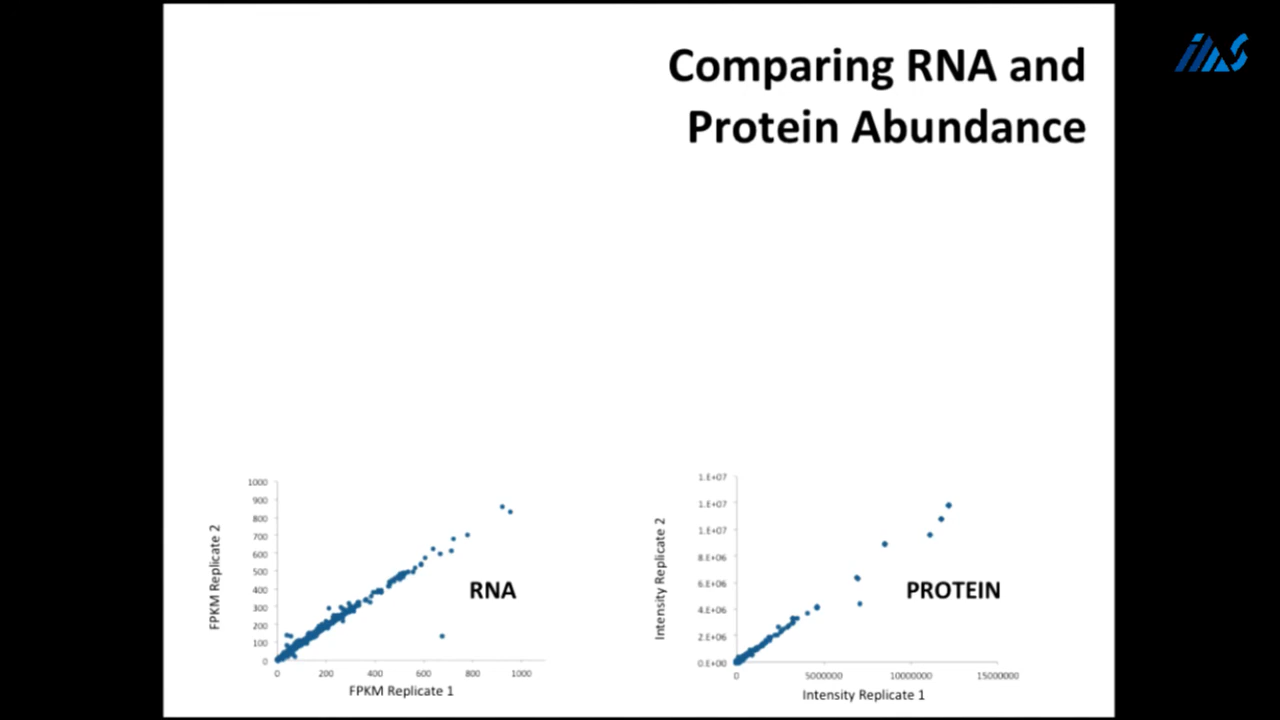 Comparing RNA and
Protein Abundance
IIAS
1000
900
800
700
600
500
400
300
200
100
0
FPKM Replicate 2
RNA
0 200 400 600 800 1000
FPKM Replicate 1
1.E+07
1.E+07
1.E+07
8.E+06
6.E+06
4.E+06
2.E+06
0.E+00
Intensity Replicate 2
PROTEIN
0 5000000 10000000 15000000
Intensity Replicate 1